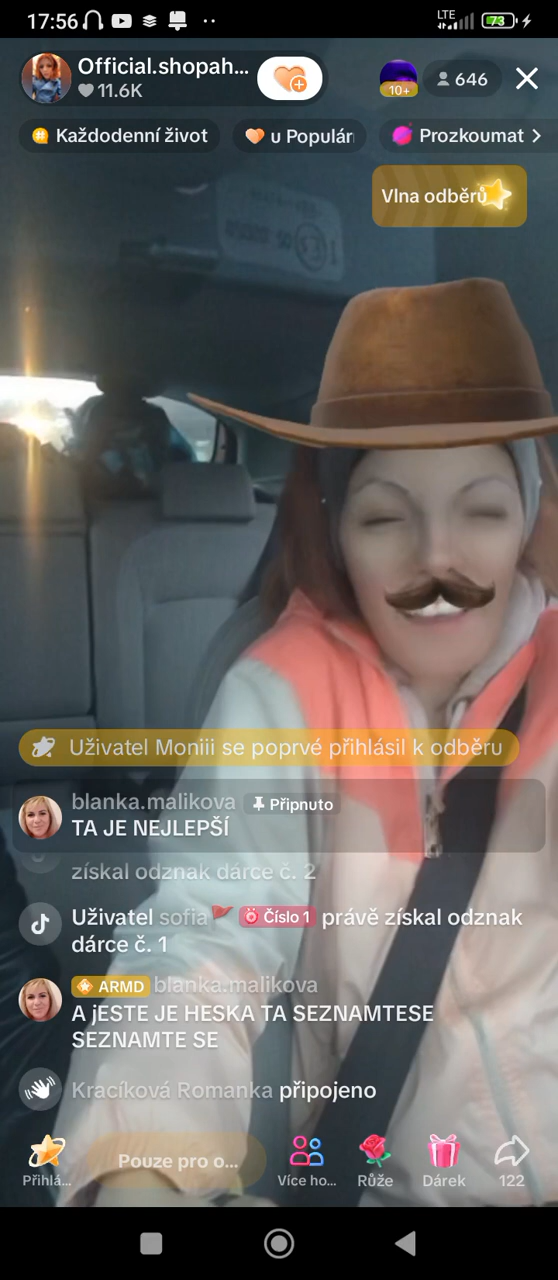 17:56
LTE
73
Official.shopah...
11.6K
10+
646
Každodenní život
u Populár
Prozkoumat
Vlna odběrů
Uživatel Moniii se poprvé přihlásil k odběru
blanka.malikova Připnuto
TA JE NEJLEPŠÍ
získal odznak dárce č. 2
Uživatel sofia Číslo 1 právě získal odznak
dárce č. 1
ARMD blanka.malikova
A jESTE JE HESKA TA SEZNAMTESE
SEZNAMTE SE
Kracíková Romanka připojeno
Přihlá...
Pouze pro o...
Více ho...
Růže
Dárek
122